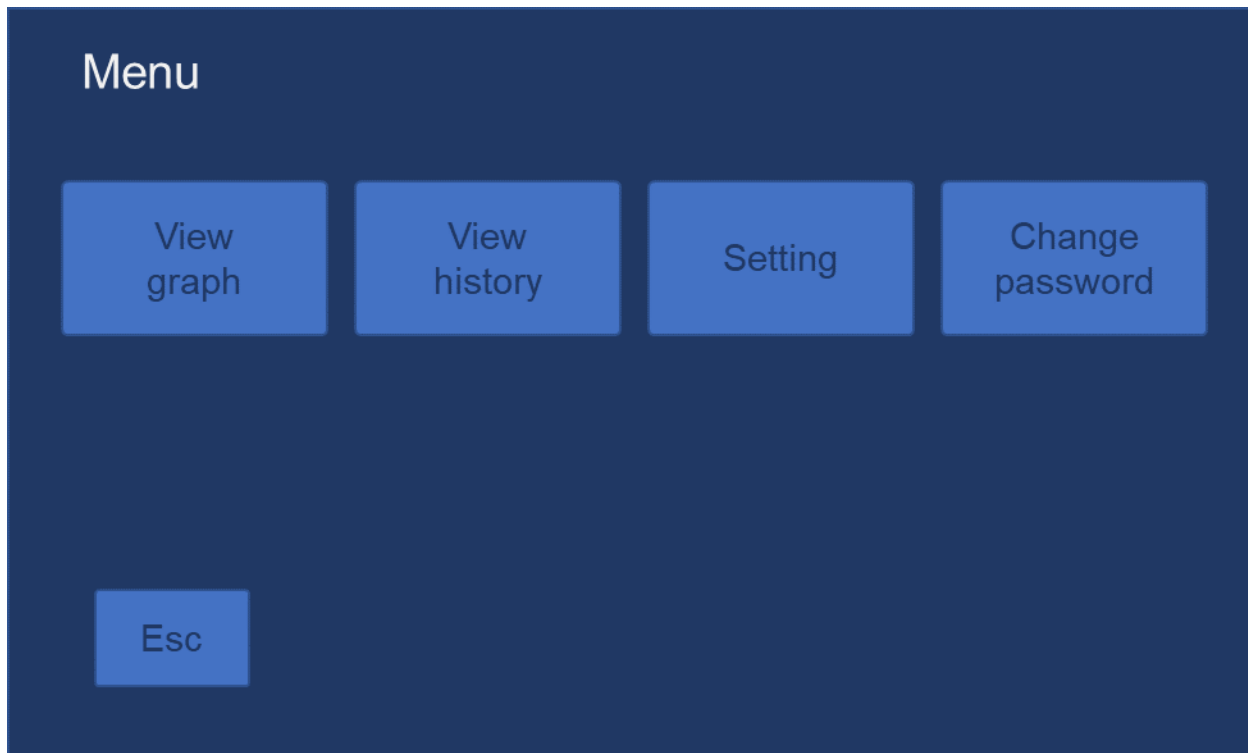 Menu
View
graph
View
history
Setting
Change
password
Esc